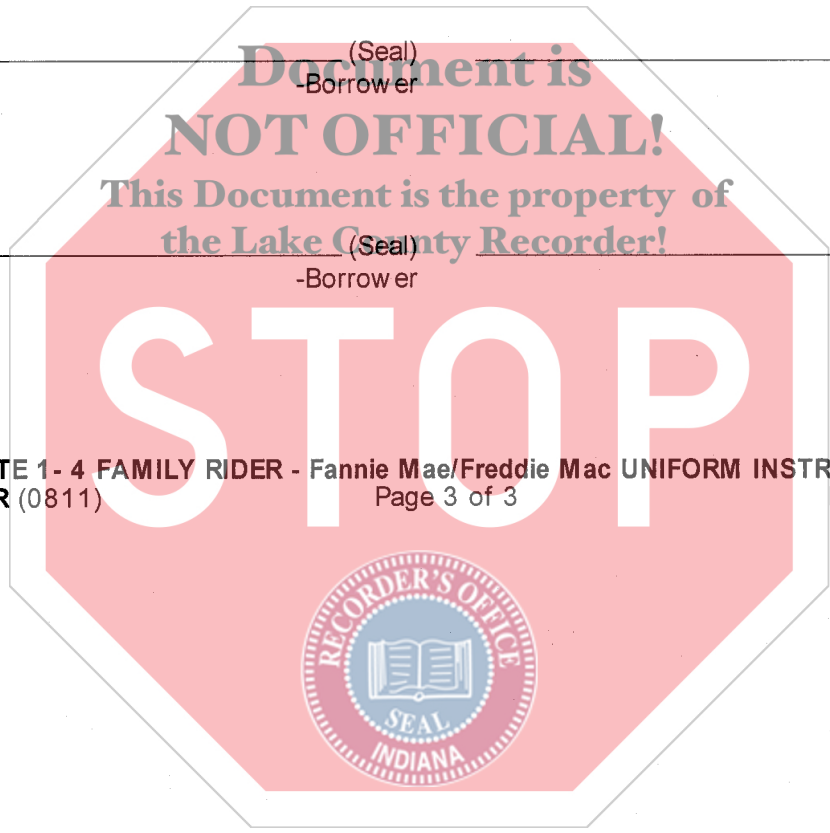 (Seal)
Document is
-Borrower
NOT OFFICIAL!
This Document is the property of
the Lake County Recorder!
(Seal)
-Borrower
STOP
TE 1- 4 FAMILY RIDER - Fannie Mae/Freddie Mac UNIFORM INSTR
R (0811) Page 3 of 3
RECORDER'S OFFICE
SEAL
INDIANA